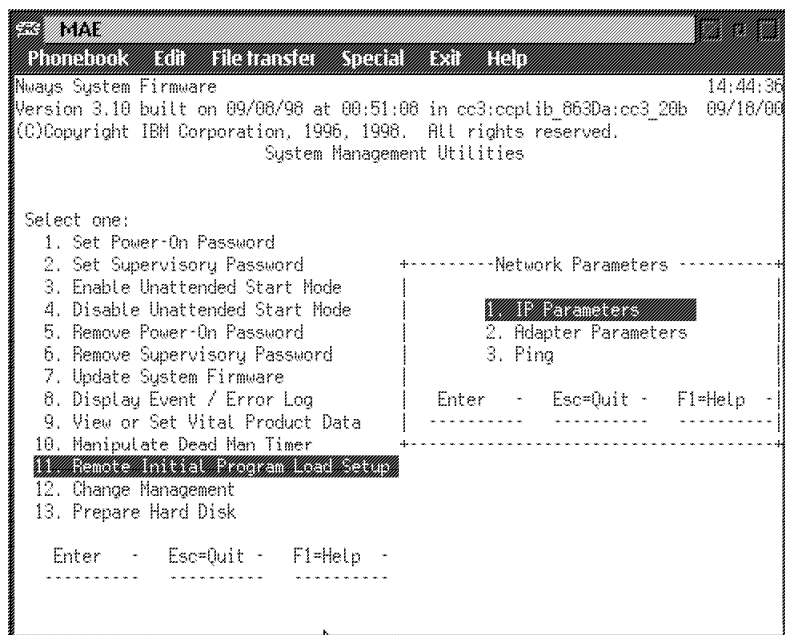 MAE
Phonebook Edit File transfer Special Exit Help
Nways System Firmware 14:44:36
Version 3.10 built on 09/08/98 at 00:51:08 in cc3:ccplib_863Da:cc3_20b 09/18/00
(C)Copyright IBM Corporation, 1996, 1998. All rights reserved.
System Management Utilities
Select one:
1. Set Power-On Password
2. Set Supervisory Password
3. Enable Unattended Start Mode
4. Disable Unattended Start Mode
5. Remove Power-On Password
6. Remove Supervisory Password
7. Update System Firmware
8. Display Event / Error Log
9. View or Set Vital Product Data
10. Manipulate Dead Man Timer
11. Remote Initial Program Load Setup
12. Change Management
13. Prepare Hard Disk
Enter - Esc=Quit - F1=Help -
Network Parameters
1. IP Parameters
2. Adapter Parameters
3. Ping
Enter - Esc=Quit - F1=Help -